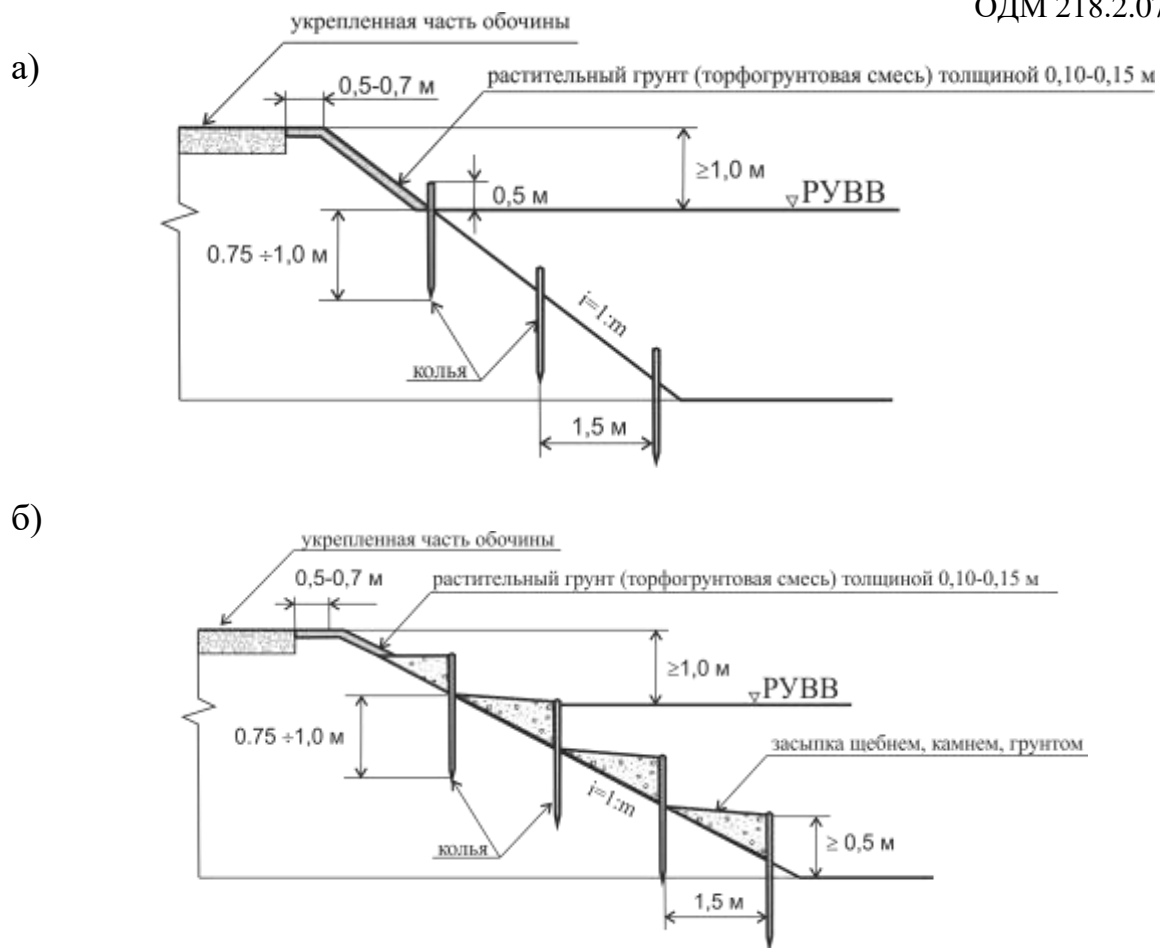 ОДМ 218.2.07
укрепленная часть обочины
а)
0,5-0,7 м
растительный грунт (торфогрунтовая смесь) толщиной 0,10-0,15 м
≥1,0 м
0,5 м
▽РУВВ
0.75 ÷1,0 м
i=1:m
колья
1,5 м
б)
укрепленная часть обочины
0,5-0,7 м
растительный грунт (торфогрунтовая смесь) толщиной 0,10-0,15 м
≥1,0 м
▽РУВВ
0.75 ÷1,0 м
засыпка щебнем, камнем, грунтом
i=1:m
колья
≥ 0,5 м
1,5 м